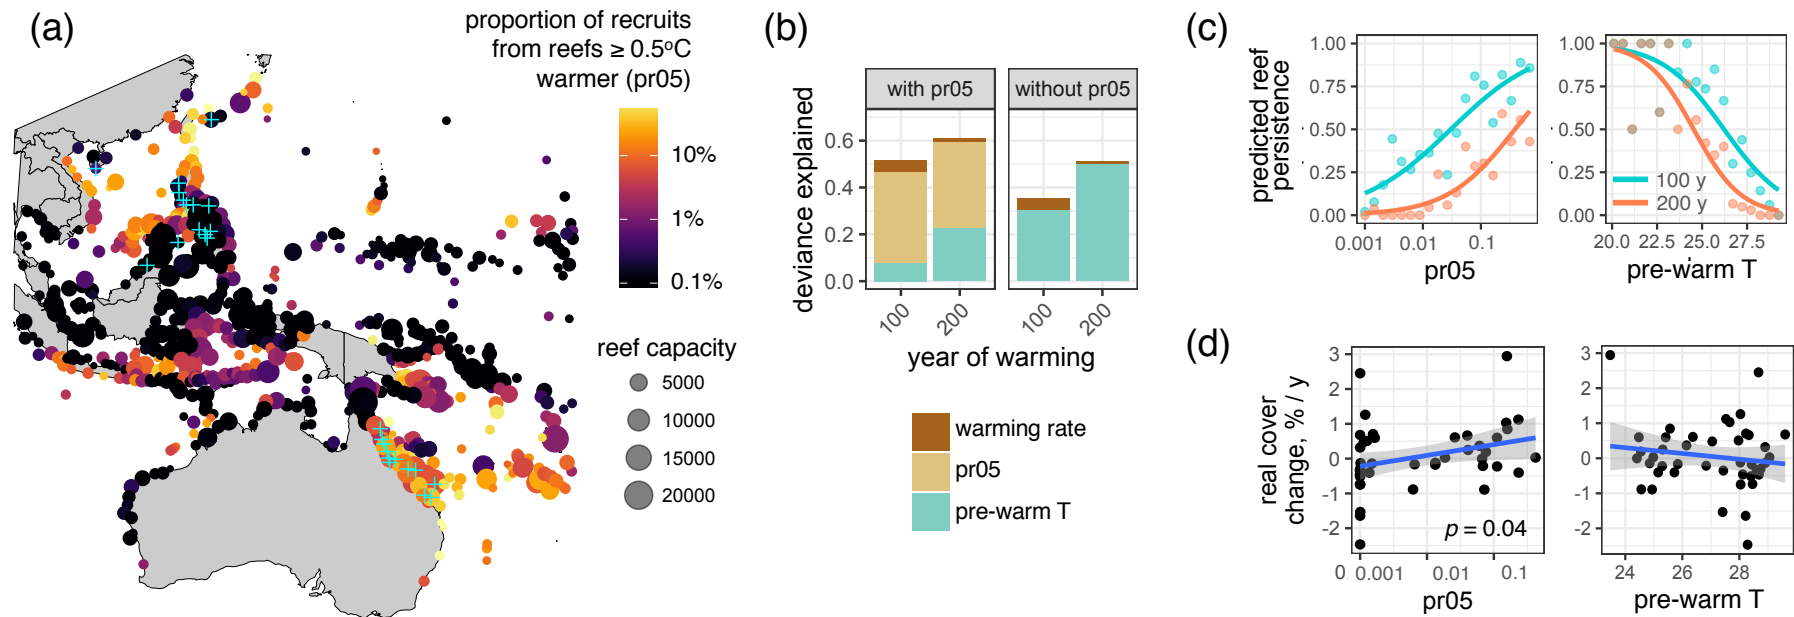 (a)
proportion of recruits
from reefs ≥ 0.5°C
warmer (pr05)
10%
1%
0.1%
reef capacity
5000
10000
15000
20000
(b)
with pr05
without pr05
deviance explained
0.6
0.4
0.2
0.0
100
200
100
200
year of warming
warming rate
pr05
pre-warm T
(c)
predicted reef
persistence
1.00
0.75
0.50
0.25
0.00
0.001
0.01
0.1
pr05
1.00
0.75
0.50
0.25
0.00
100 y
200 y
20.0
22.5
25.0
27.5
pre-warm T
(d)
real cover
change, % / y
3
2
1
0
-1
-2
p = 0.04
0
0.001
0.01
0.1
pr05
3
2
1
0
-1
-2
24
26
28
pre-warm T